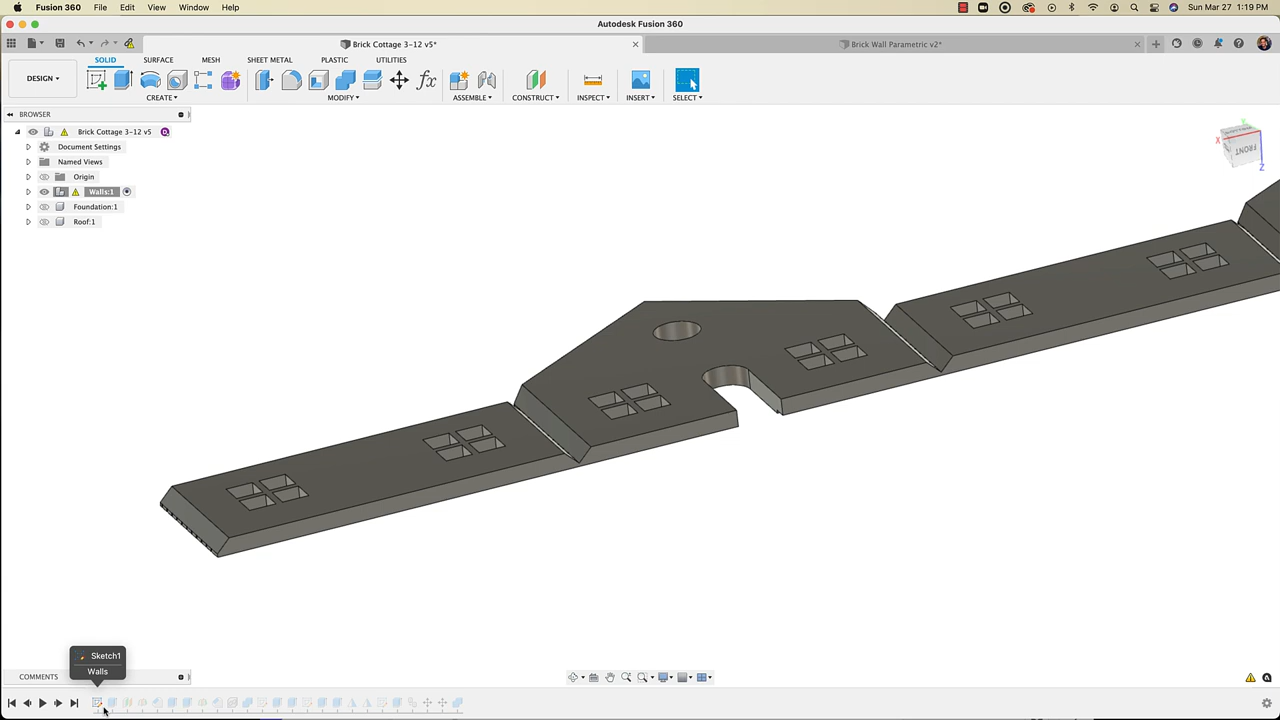 Fusion 360 File Edit View Window Help Sun Mar 27 1:19 PM
Autodesk Fusion 360
Brick Cottage 3-12 v5* Brick Wall Parametric v2*
SOLID SURFACE SHEET METAL MESH PLASTIC UTILITIES
DESIGN
CREATE MODIFY ASSEMBLE CONSTRUCT INSPECT INSERT SELECT
BROWSER
Brick Cottage 3-12 v5
Document Settings
Named Views
Origin
Walls:1
Foundation:1
Roof:1
X
Z
FRONT
Sketch1
Walls
COMMENTS